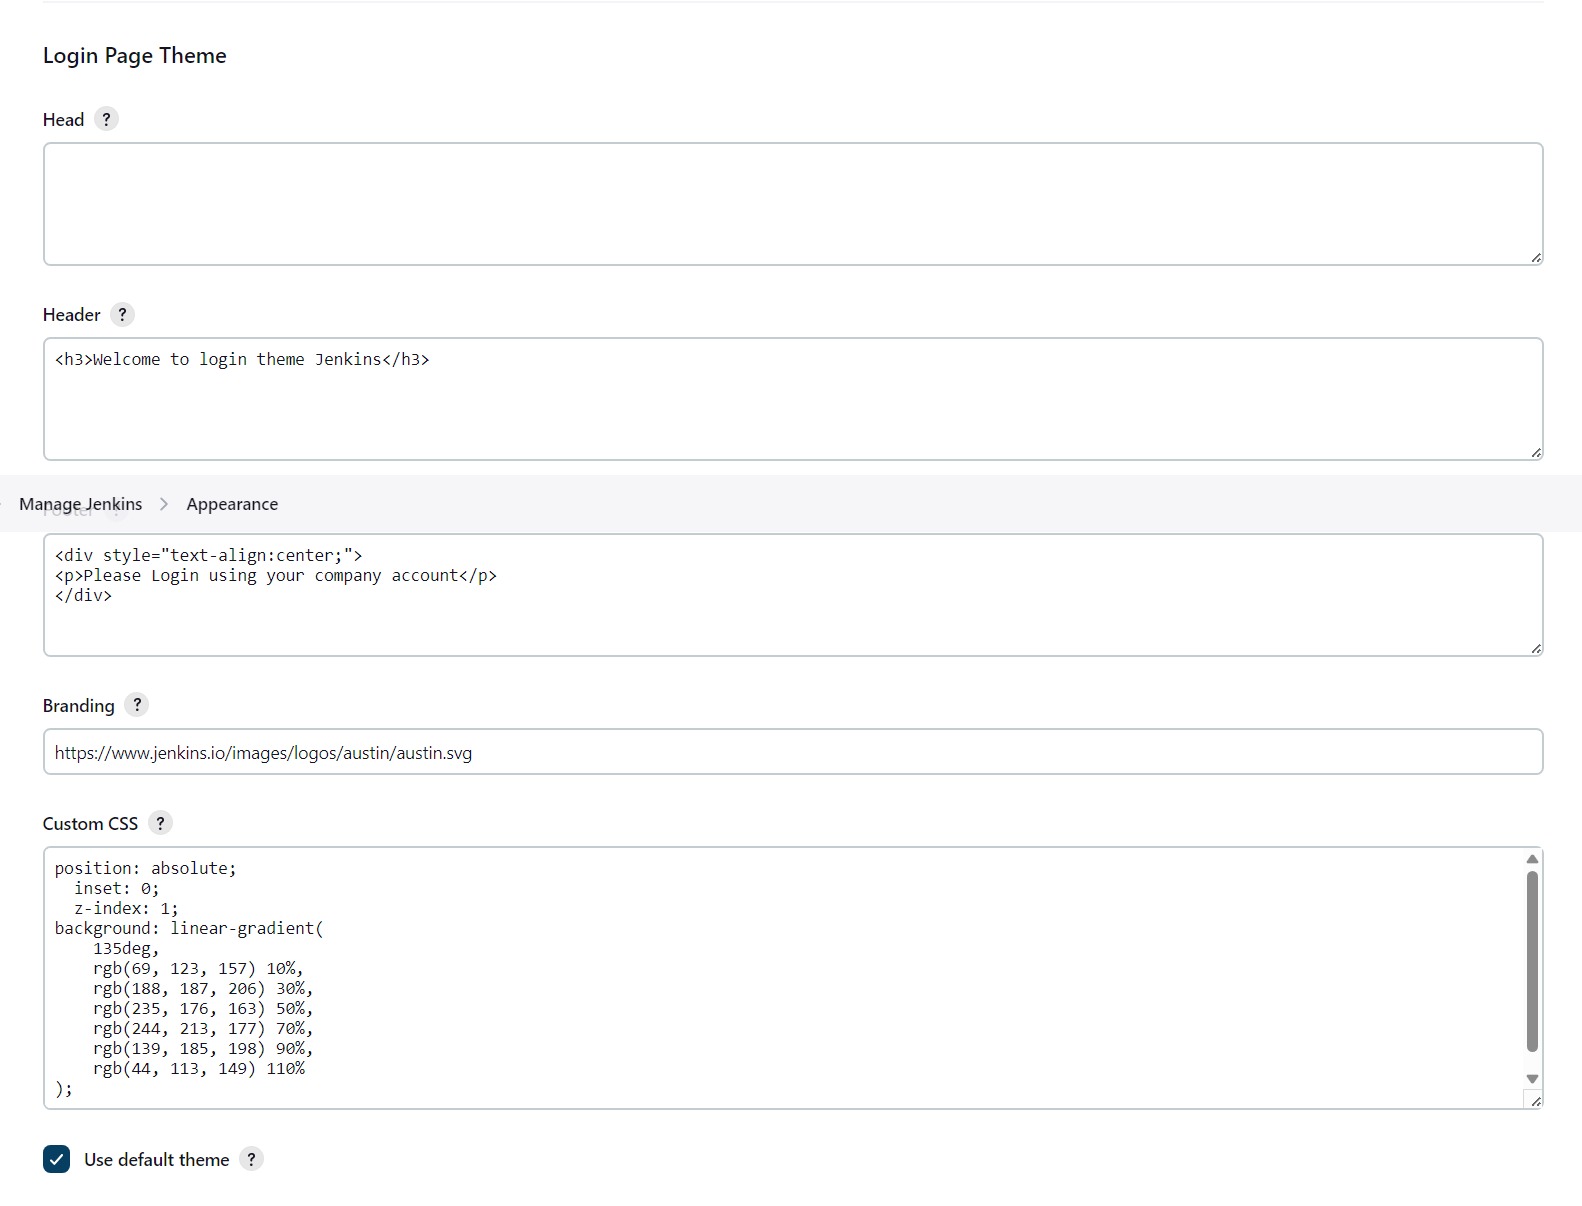 Login Page Theme
Head ?
Header ?
<h3>Welcome to login theme Jenkins</h3>
Manage Jenkins > Appearance
Footer ?
<div style="text-align:center;">
<p>Please Login using your company account</p>
</div>
Branding ?
https://www.jenkins.io/images/logos/austin/austin.svg
Custom CSS ?
position: absolute;
  inset: 0;
  z-index: 1;
background: linear-gradient(
    135deg,
    rgb(69, 123, 157) 10%,
    rgb(188, 187, 206) 30%,
    rgb(235, 176, 163) 50%,
    rgb(244, 213, 177) 70%,
    rgb(139, 185, 198) 90%,
    rgb(44, 113, 149) 110%
);
Use default theme ?